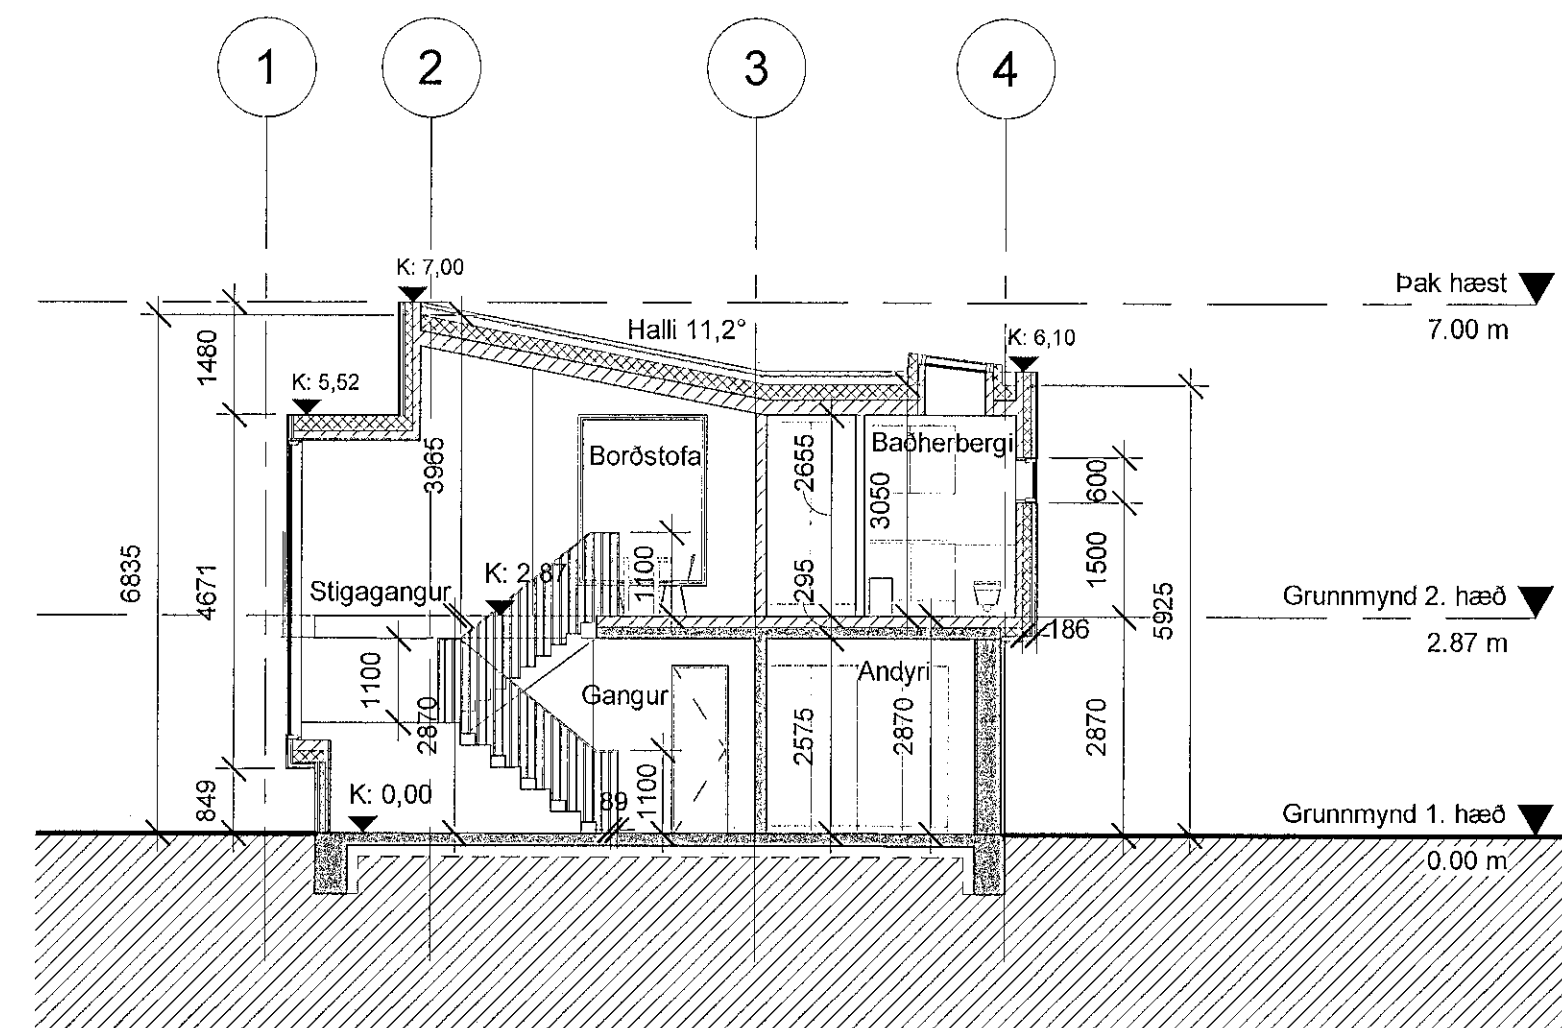 1 2 3 4
K: 7,00
Þak hæst
7.00 m
Halli 11,2°
K: 6,10
K: 5,52
1480
Borðstofa
Baðherbergi
3965
2655
3050
600
6835
4671
1100
295
1500
5925
K: 2,87
Stigagangur
Grunnmynd 2. hæð
2.87 m
186
1100
2870
Gangur
Andyri
2575
2870
2870
849
K: 0,00
89
1100
Grunnmynd 1. hæð
0.00 m